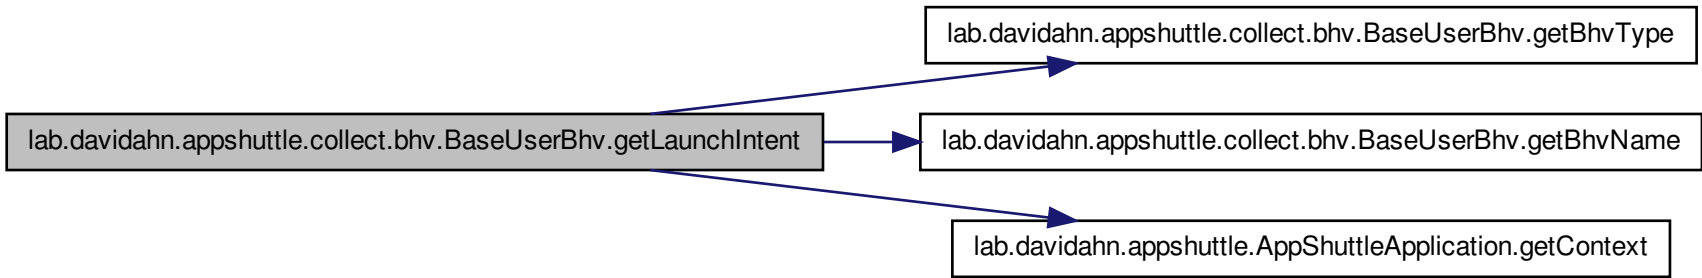 lab.davidahn.appshuttle.collect.bhv.BaseUserBhv.getBhvType
lab.davidahn.appshuttle.collect.bhv.BaseUserBhv.getLaunchIntent
lab.davidahn.appshuttle.collect.bhv.BaseUserBhv.getBhvName
lab.davidahn.appshuttle.AppShuttleApplication.getContext